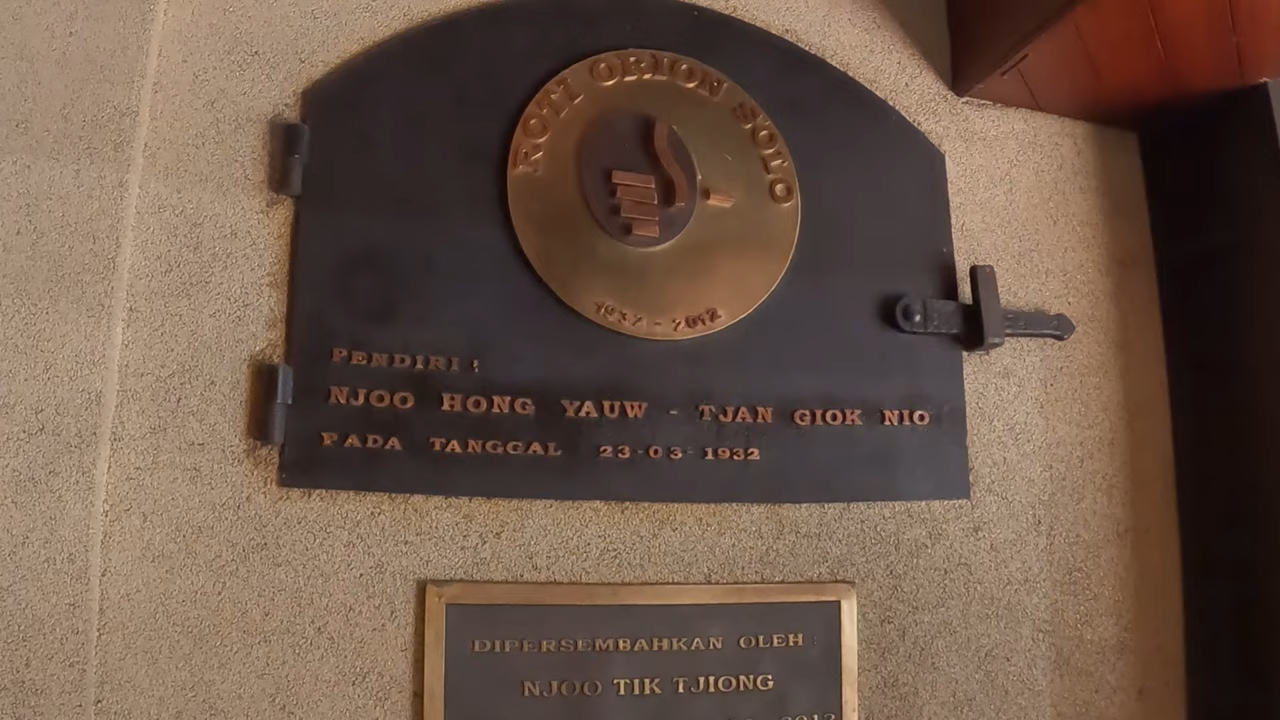 ROTI ORION SOLO
1932 - 2012
PENDIRI :
NJOO HONG YAUW - TJAN GIOK NIO
PADA TANGGAL 23-03-1932
DIPERSEMBAHKAN OLEH :
NJOO TIK TJIONG
2012